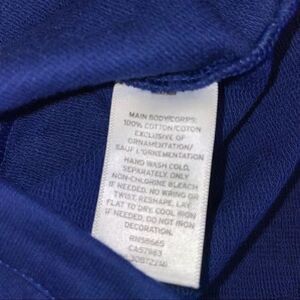 MAIN BODY/CORPS:
100% COTTON/COTON
EXCLUSIVE OF
ORNAMENTATION/
SAUF L'ORNEMENTATION
HAND WASH COLD,
SEPARATELY. ONLY
NON-CHLORINE BLEACH
IF NEEDED. NO WRING OR
TWIST. RESHAPE, LAY
FLAT TO DRY. COOL IRON
IF NEEDED, DO NOT IRON
DECORATION.
RN58665
CA57863